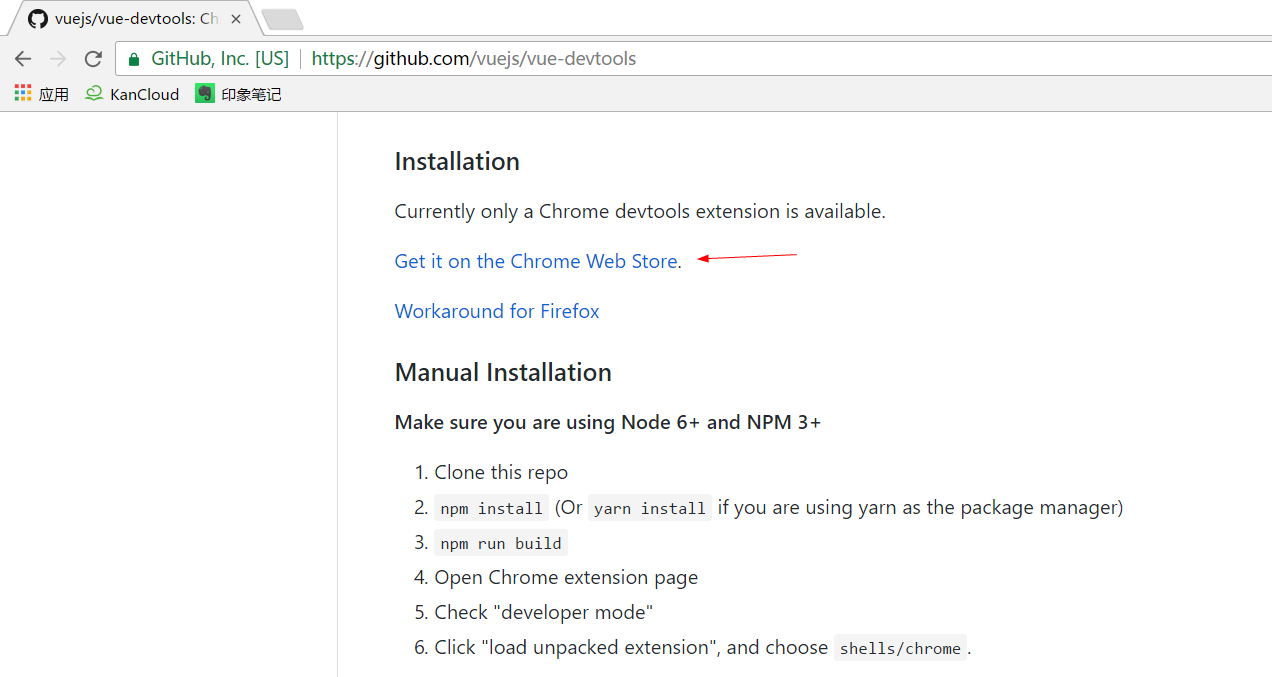 vuejs/vue-devtools: Ch
GitHub, Inc. [US] https://github.com/vuejs/vue-devtools
应用 KanCloud 印象笔记
Installation
Currently only a Chrome devtools extension is available.
Get it on the Chrome Web Store.
Workaround for Firefox
Manual Installation
Make sure you are using Node 6+ and NPM 3+
1. Clone this repo
2. npm install (Or yarn install if you are using yarn as the package manager)
3. npm run build
4. Open Chrome extension page
5. Check "developer mode"
6. Click "load unpacked extension", and choose shells/chrome.